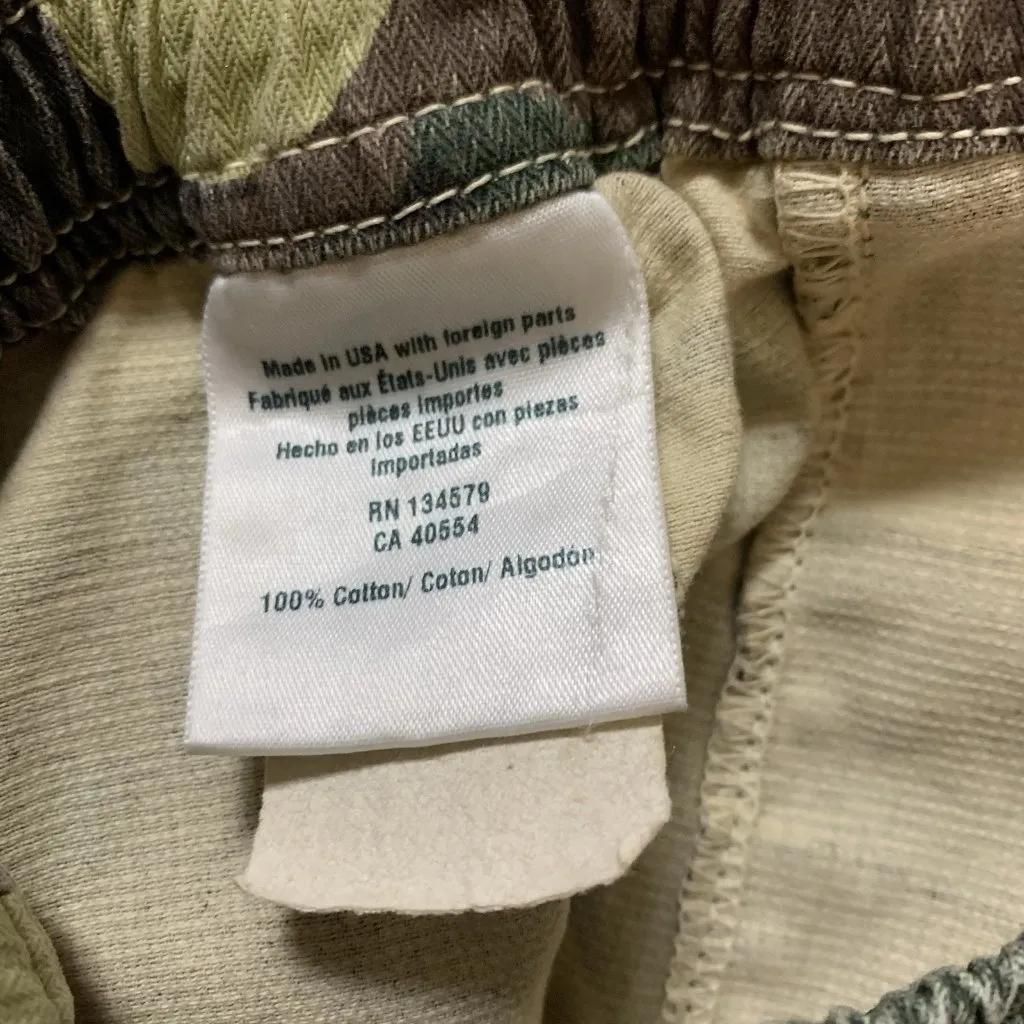 Made in USA with foreign parts
Fabriqué aux États-Unis avec pièces
pièces Importes
Hecho en los EEUU con piezas
Importadas
RN 134579
CA 40554
100% Cotton/ Coton/ Algodón